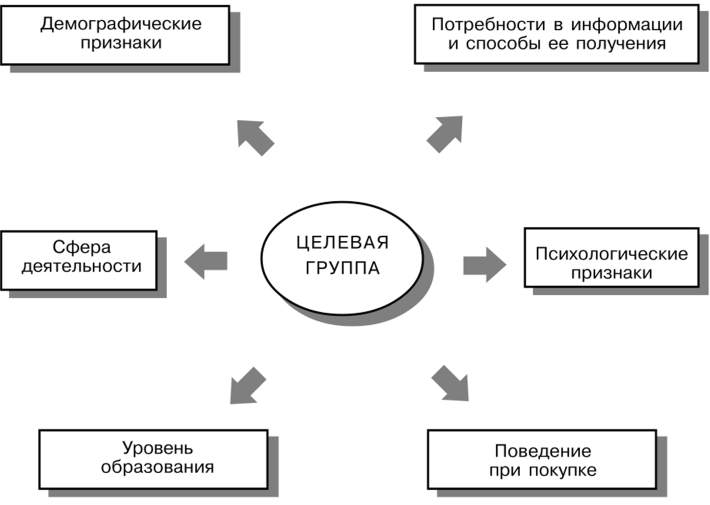 Демографические
признаки
Потребности в информации
и способы ее получения
ЦЕЛЕВАЯ
ГРУППА
Сфера
деятельности
Психологические
признаки
Уровень
образования
Поведение
при покупке